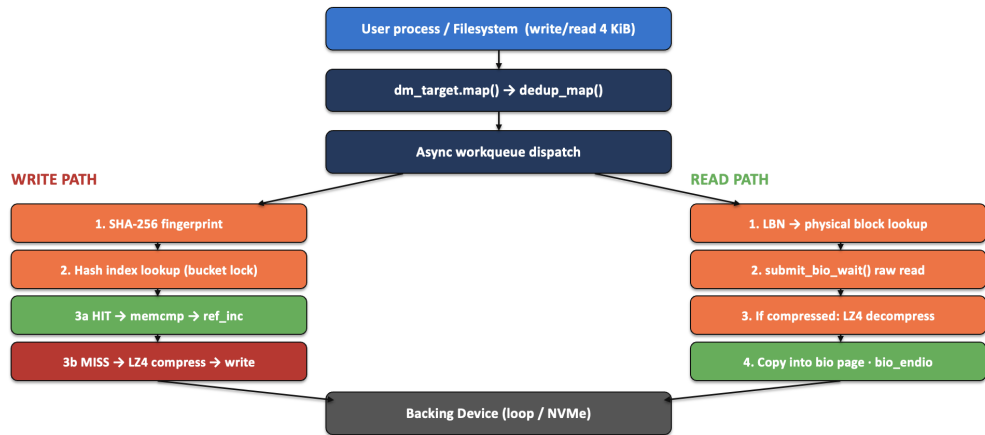 User process / Filesystem (write/read 4 KiB)
dm_target.map() → dedup_map()
Async workqueue dispatch
WRITE PATH
1. SHA-256 fingerprint
2. Hash index lookup (bucket lock)
3a HIT → memcmp → ref_inc
3b MISS → LZ4 compress → write
READ PATH
1. LBN → physical block lookup
2. submit_bio_wait() raw read
3. If compressed: LZ4 decompress
4. Copy into bio page · bio_endio
Backing Device (loop / NVMe)